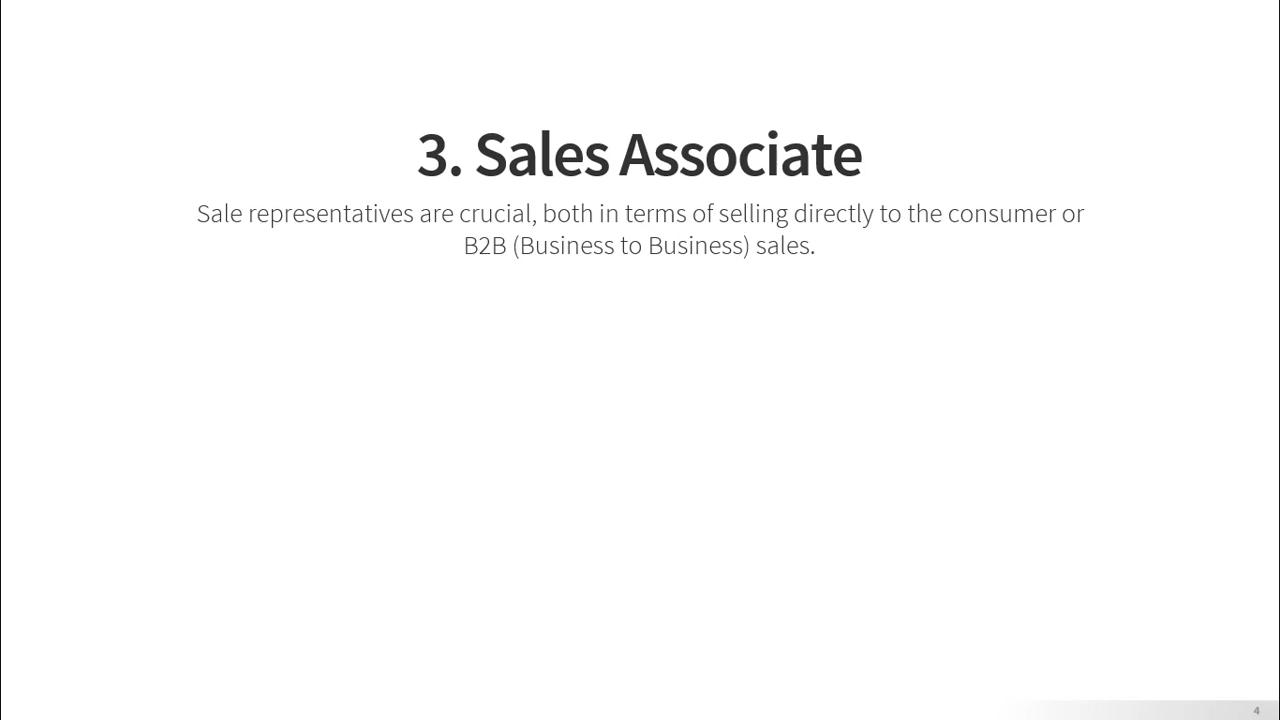 3. Sales Associate
Sale representatives are crucial, both in terms of selling directly to the consumer or
B2B (Business to Business) sales.
4